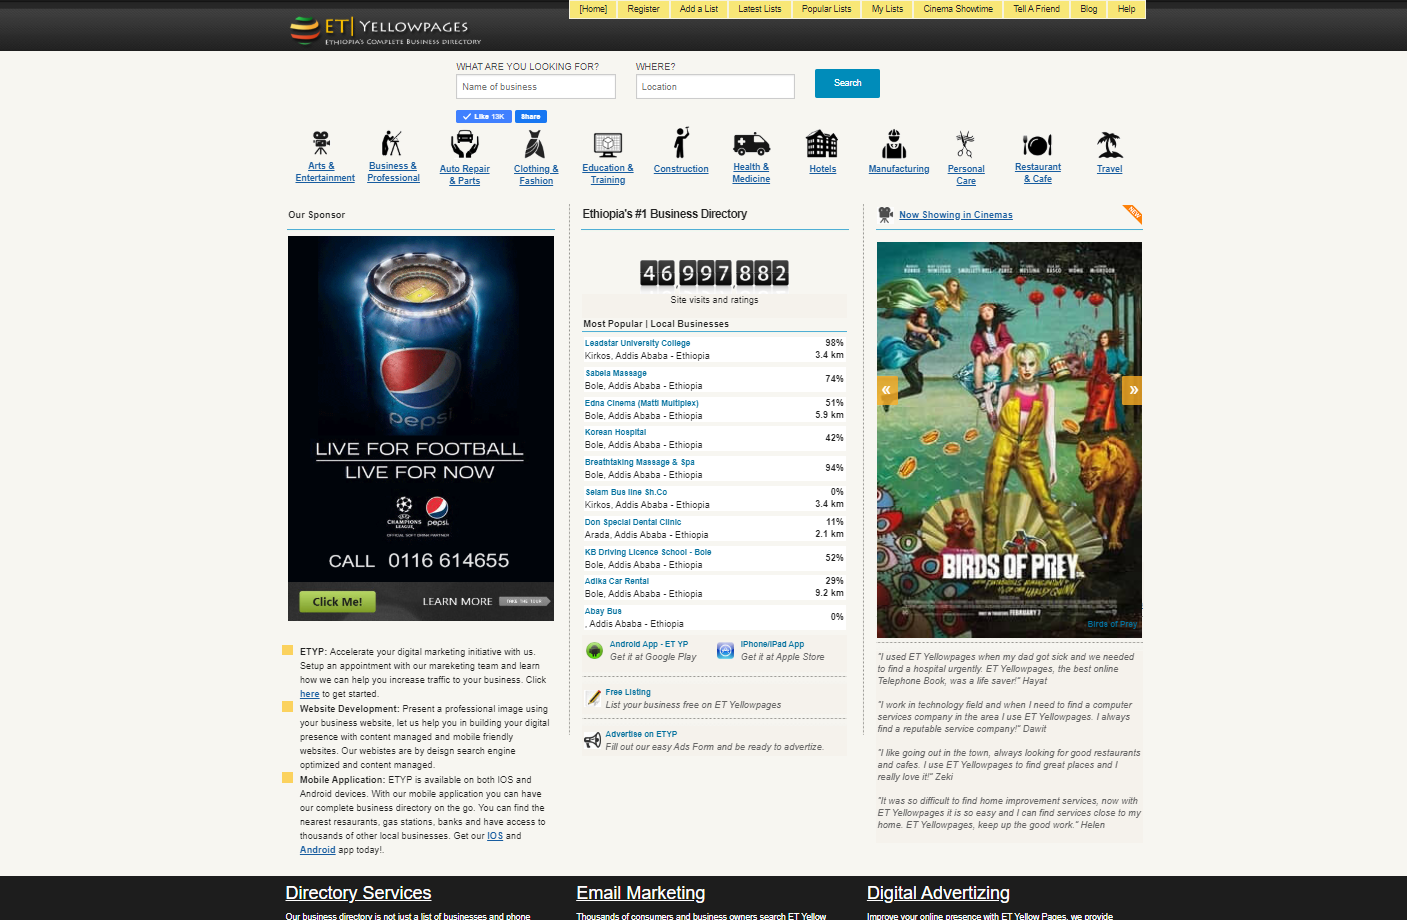 [Home]
Register
Add a List
Latest Lists
Popular Lists
My Lists
Cinema Showtime
Tell A Friend
Blog
Help
ET| YELLOWPAGES
ETHIOPIA'S COMPLETE BUSINESS DIRECTORY
WHAT ARE YOU LOOKING FOR?
WHERE?
Name of business
Location
Search
Like 13K
Share
Arts &
Entertainment
Business &
Professional
Auto Repair
& Parts
Clothing &
Fashion
Education &
Training
Construction
Health &
Medicine
Hotels
Manufacturing
Personal
Care
Restaurant
& Cafe
Travel
Our Sponsor
pepsi
LIVE FOR FOOTBALL
LIVE FOR NOW
CHAMPIONS
LEAGUE
pepsi
OFFICIAL SOFT DRINK PARTNER
CALL 0116 614655
Click Me!
LEARN MORE
TAKE THE TOUR
ETYP: Accelerate your digital marketing initiative with us.
Setup an appointment with our mareketing team and learn
how we can help you increase traffic to your business. Click
here to get started.
Website Development: Present a professional image using
your business website, let us help you in building your digital
presence with content managed and mobile friendly
websites. Our webistes are by deisgn search engine
optimized and content managed.
Mobile Application: ETYP is available on both IOS and
Android devices. With our mobile application you can have
our complete business directory on the go. You can find the
nearest resaurants, gas stations, banks and have access to
thousands of other local businesses. Get our IOS and
Android app today!.
Ethiopia's #1 Business Directory
46,997,882
Site visits and ratings
Most Popular | Local Businesses
Leadstar University College 98%
Kirkos, Addis Ababa - Ethiopia 3.4 km
Sabela Massage 74%
Bole, Addis Ababa - Ethiopia
Edna Cinema (Matti Multiplex) 51%
Bole, Addis Ababa - Ethiopia 5.9 km
Korean Hospital 42%
Bole, Addis Ababa - Ethiopia
Breathtaking Massage & Spa 94%
Bole, Addis Ababa - Ethiopia
Selam Bus line Sh.Co 0%
Kirkos, Addis Ababa - Ethiopia 3.4 km
Don Special Dental Clinic 11%
Arada, Addis Ababa - Ethiopia 2.1 km
KB Driving Licence School - Bole 52%
Bole, Addis Ababa - Ethiopia
Adika Car Rental 29%
Bole, Addis Ababa - Ethiopia 9.2 km
Abay Bus 0%
, Addis Ababa - Ethiopia
Android App - ET YP
Get it at Google Play
iPhone/iPad App
Get it at Apple Store
Free Listing
List your business free on ET Yellowpages
Advertise on ETYP
Fill out our easy Ads Form and be ready to advertize.
Now Showing in Cinemas
NEW
«
»
BIRDS OF PREY
HARLEY QUINN
FEBRUARY 7
Birds of Prey
"I used ET Yellowpages when my dad got sick and we needed
to find a hospital urgently. ET Yellowpages, the best online
Telephone Book, was a life saver!" Hayat
"I work in technology field and when I need to find a computer
services company in the area I use ET Yellowpages. I always
find a reputable service company!" Dawit
"I like going out in the town, always looking for good restaurants
and cafes. I use ET Yellowpages to find great places and I
really love it!" Zeki
"It was so difficult to find home improvement services, now with
ET Yellowpages it is so easy and I can find services close to my
home. ET Yellowpages, keep up the good work." Helen
Directory Services
Our business directory is not just a list of businesses and phone
Email Marketing
Thousands of consumers and business owners search ET Yellow
Digital Advertizing
Improve your online presence with ET Yellow Pages, we provide